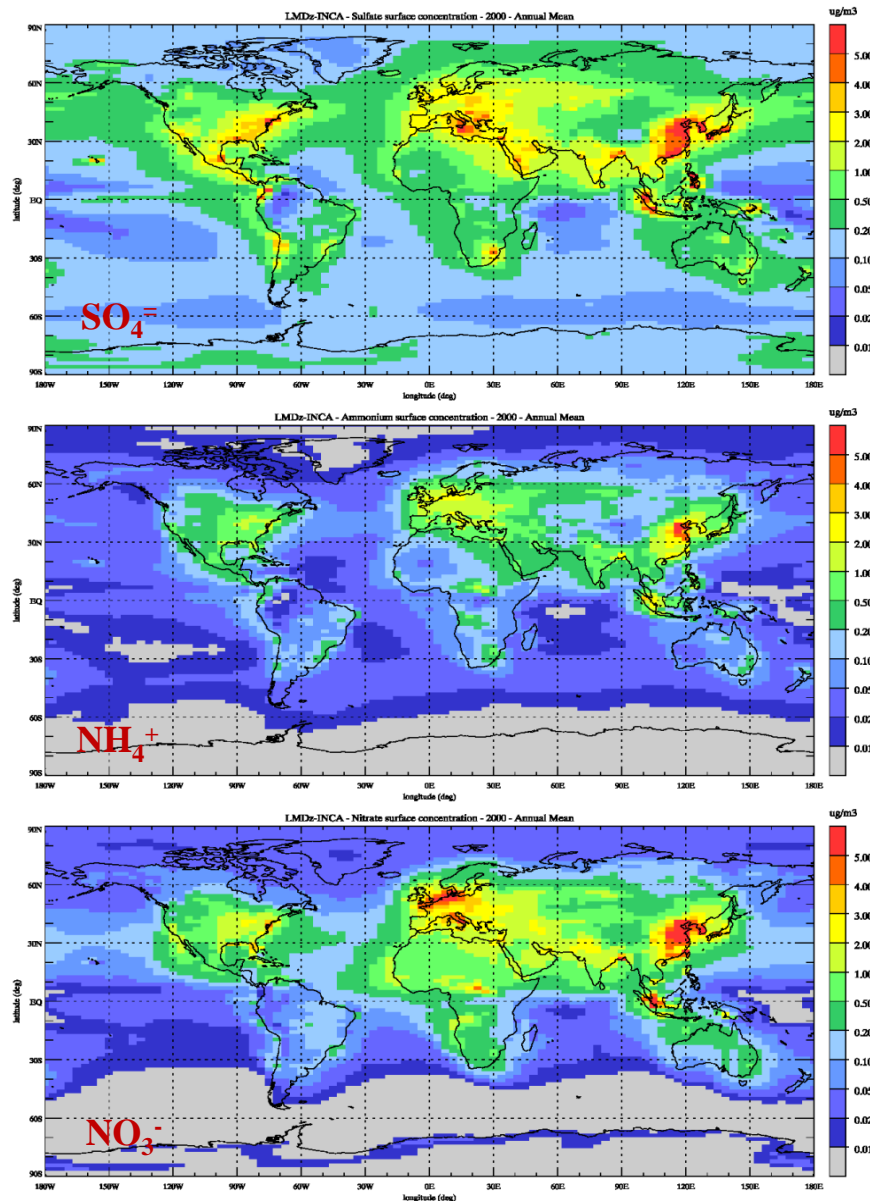 LMDz-INCA - Sulfate surface concentration - 2000 - Annual Mean
ug/m3
90N
60N
30N
EQ
30S
60S
90S
latitude (deg)
5.00
4.00
3.00
2.00
1.00
0.50
0.20
0.10
0.05
0.02
0.01
SO₄⁼
180W 150W 120W 90W 60W 30W 0E 30E 60E 90E 120E 150E 180E
longitude (deg)
LMDz-INCA - Ammonium surface concentration - 2000 - Annual Mean
ug/m3
90N
60N
30N
EQ
30S
60S
90S
latitude (deg)
5.00
4.00
3.00
2.00
1.00
0.50
0.20
0.10
0.05
0.02
0.01
NH₄⁺
180W 150W 120W 90W 60W 30W 0E 30E 60E 90E 120E 150E 180E
longitude (deg)
LMDz-INCA - Nitrate surface concentration - 2000 - Annual Mean
ug/m3
90N
60N
30N
EQ
30S
60S
90S
latitude (deg)
5.00
4.00
3.00
2.00
1.00
0.50
0.20
0.10
0.05
0.02
0.01
NO₃⁻
180W 150W 120W 90W 60W 30W 0E 30E 60E 90E 120E 150E 180E
longitude (deg)